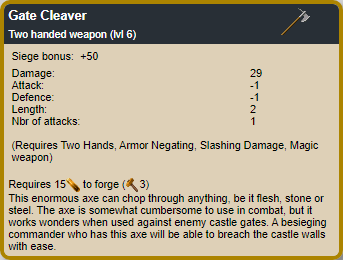 Gate Cleaver
Two handed weapon (lvl 6)
Siege bonus: +50
Damage: 29
Attack: -1
Defence: -1
Length: 2
Nbr of attacks: 1
(Requires Two Hands, Armor Negating, Slashing Damage, Magic
weapon)
Requires 15 to forge ( 3)
This enormous axe can chop through anything, be it flesh, stone or
steel. The axe is somewhat cumbersome to use in combat, but it
works wonders when used against enemy castle gates. A besieging
commander who has this axe will be able to breach the castle walls
with ease.